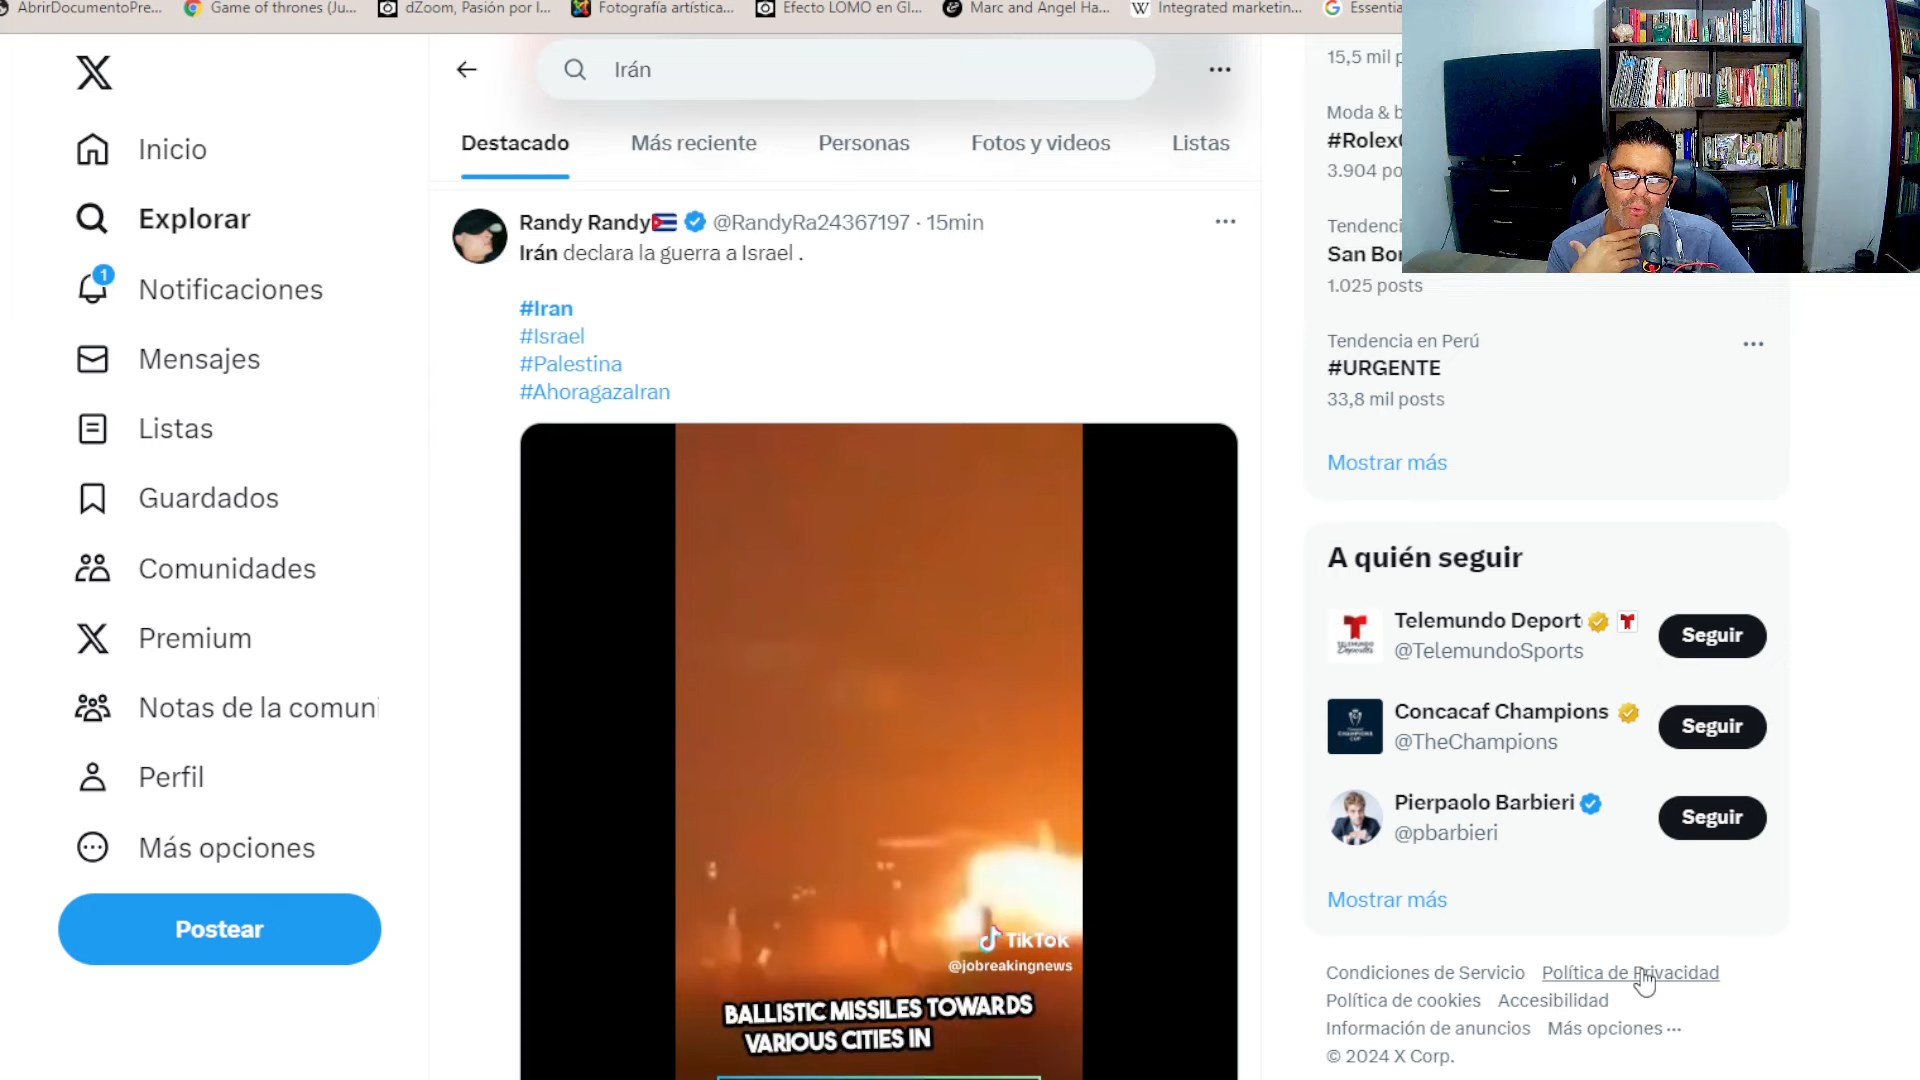 AbrirDocumentoPre...
Game of thrones (Ju...
dZoom, Pasión por l...
Fotografía artística...
Efecto LOMO en GI...
Marc and Angel Ha...
Integrated marketin...
Essentia
X
Inicio
Explorar
1
Notificaciones
Mensajes
Listas
Guardados
Comunidades
Premium
Notas de la comuni
Perfil
Más opciones
Postear
Irán
Destacado
Más reciente
Personas
Fotos y videos
Listas
Randy Randy @RandyRa24367197 · 15min
Irán declara la guerra a Israel .
#Iran
#Israel
#Palestina
#AhoragazaIran
TikTok
@jobreakingnews
BALLISTIC MISSILES TOWARDS
VARIOUS CITIES IN
15,5 mil p
Moda & b
#Rolex
3.904 po
Tendenci
San Bor
1.025 posts
Tendencia en Perú
#URGENTE
33,8 mil posts
Mostrar más
A quién seguir
Telemundo Deport
@TelemundoSports
Seguir
Concacaf Champions
@TheChampions
Seguir
Pierpaolo Barbieri
@pbarbieri
Seguir
Mostrar más
Condiciones de Servicio Política de Privacidad
Política de cookies Accesibilidad
Información de anuncios Más opciones ...
© 2024 X Corp.